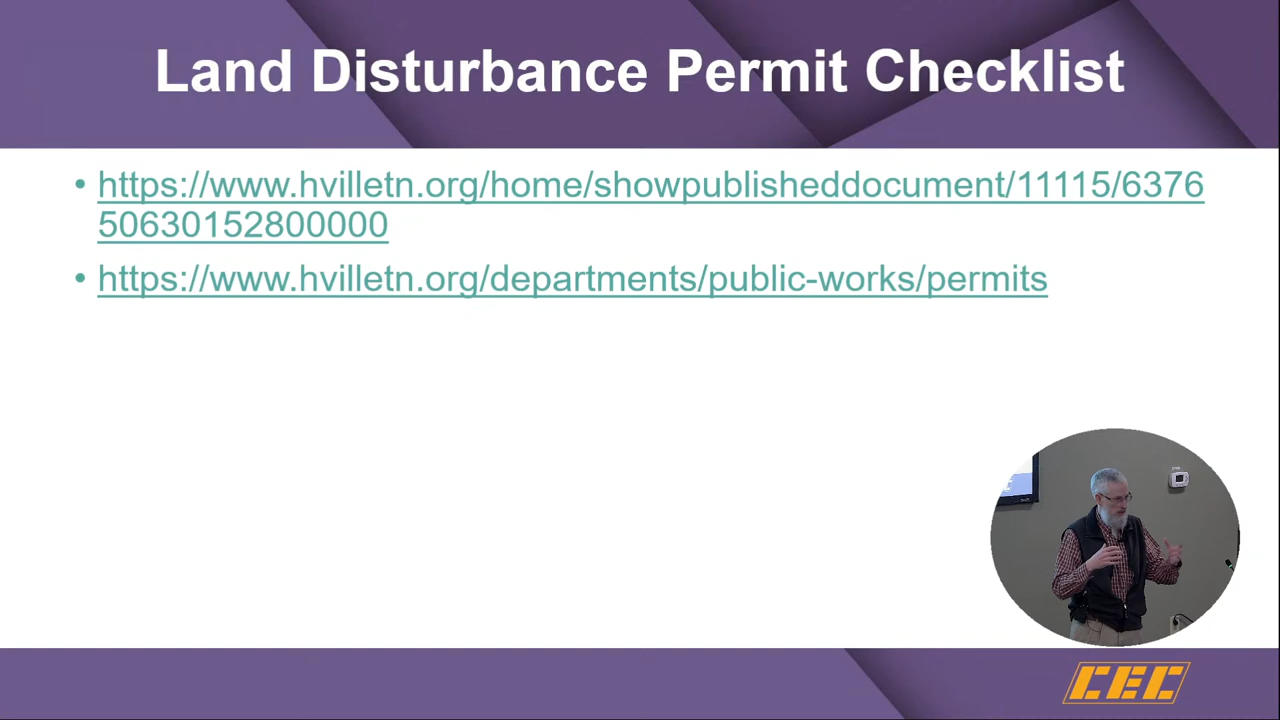 Land Disturbance Permit Checklist
• https://www.hvilletn.org/home/showpublisheddocument/11115/6376
50630152800000
• https://www.hvilletn.org/departments/public-works/permits
CEC